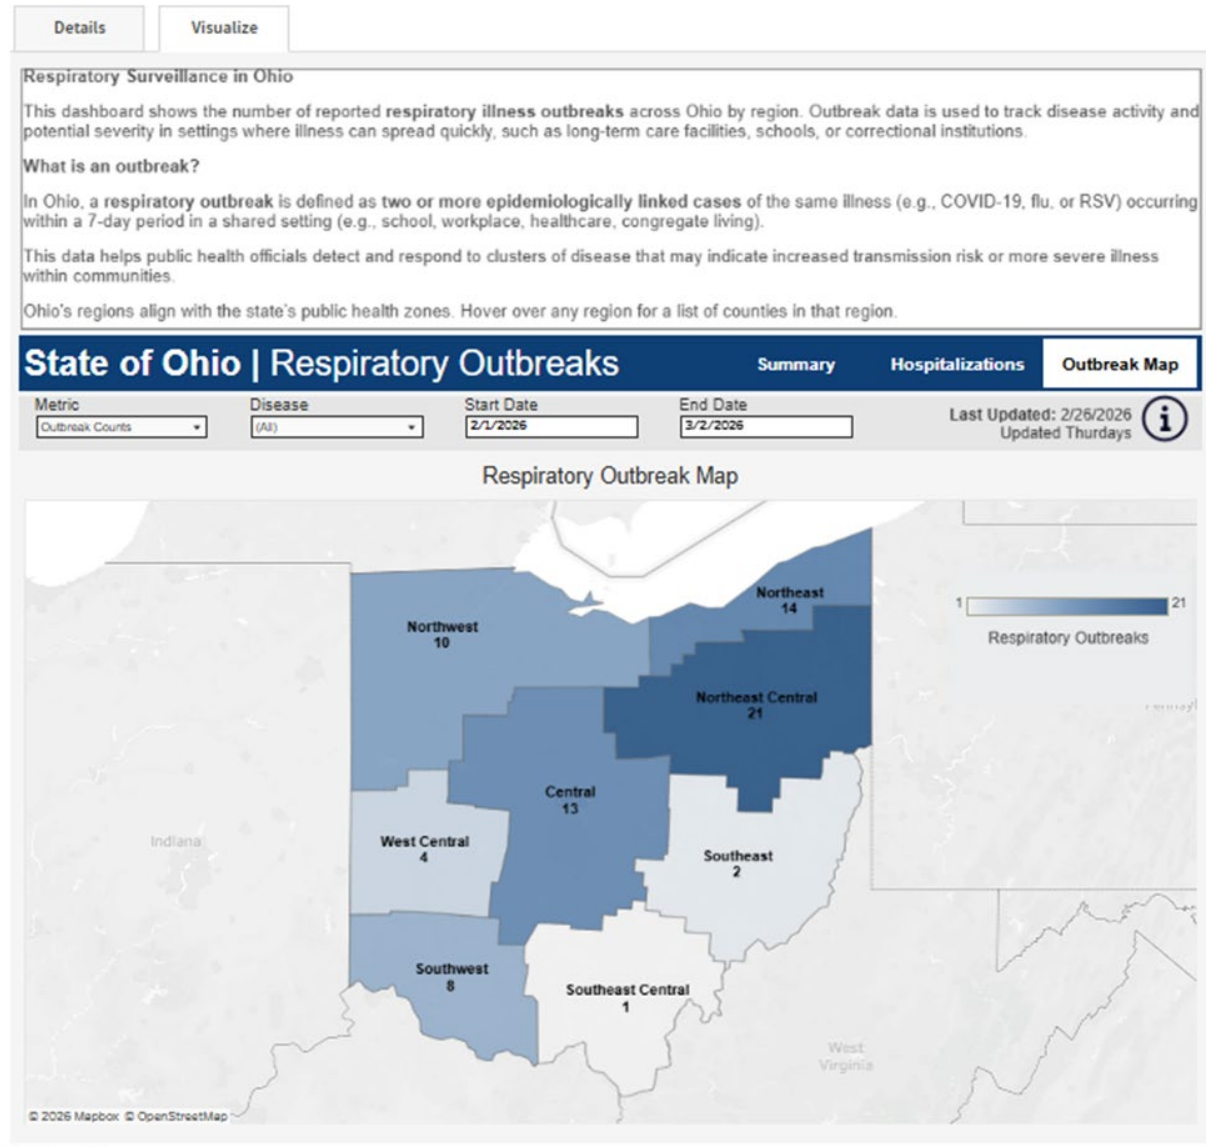 Details
Visualize
Respiratory Surveillance in Ohio
This dashboard shows the number of reported respiratory illness outbreaks across Ohio by region. Outbreak data is used to track disease activity and
potential severity in settings where illness can spread quickly, such as long-term care facilities, schools, or correctional institutions.
What is an outbreak?
In Ohio, a respiratory outbreak is defined as two or more epidemiologically linked cases of the same illness (e.g., COVID-19, flu, or RSV) occurring
within a 7-day period in a shared setting (e.g., school, workplace, healthcare, congregate living).
This data helps public health officials detect and respond to clusters of disease that may indicate increased transmission risk or more severe illness
within communities.
Ohio's regions align with the state's public health zones. Hover over any region for a list of counties in that region.
State of Ohio | Respiratory Outbreaks
Summary
Hospitalizations
Outbreak Map
Metric
Disease
Start Date
End Date
Outbreak Counts
(All)
2/1/2026
3/2/2026
Last Updated: 2/26/2026
Updated Thurdays
i
Respiratory Outbreak Map
Northeast
14
1
21
Respiratory Outbreaks
Northwest
10
Northeast Central
21
Central
13
Indiana
West Central
4
Southeast
2
Southwest
8
Southeast Central
1
West
Virginia
© 2026 Mapbox © OpenStreetMap